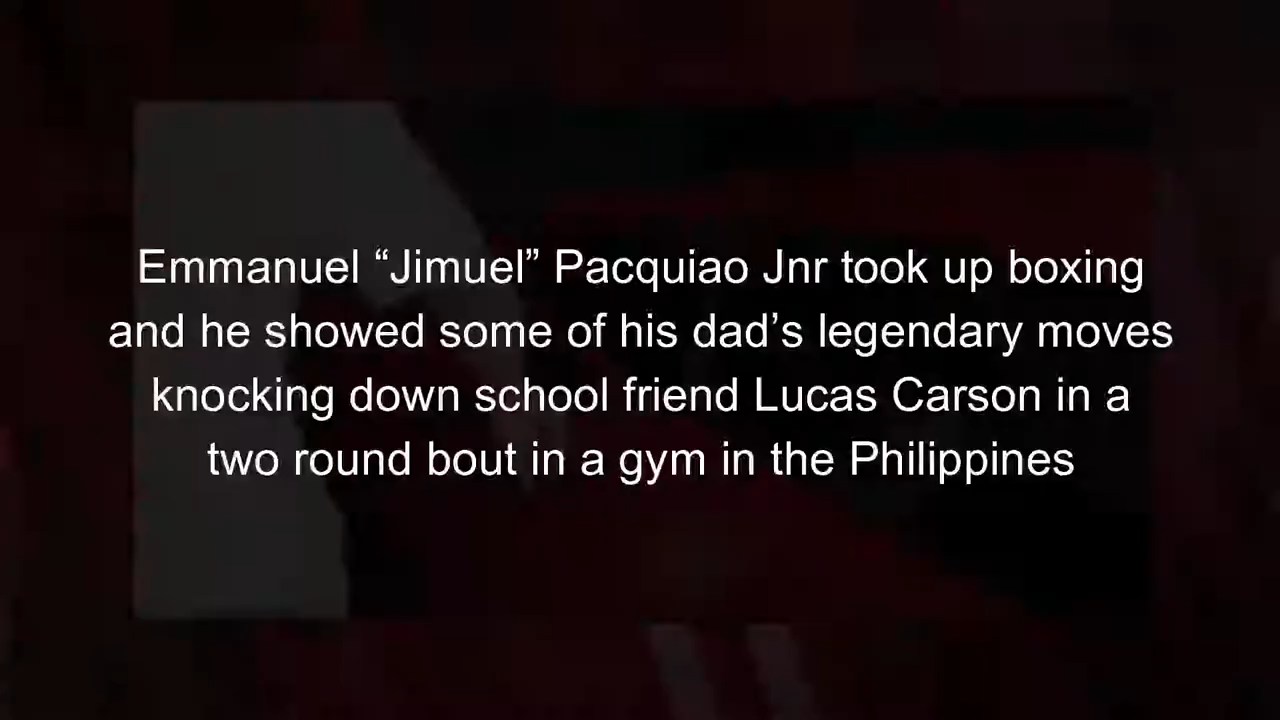 Emmanuel “Jimuel” Pacquiao Jnr took up boxing
and he showed some of his dad’s legendary moves
knocking down school friend Lucas Carson in a
two round bout in a gym in the Philippines